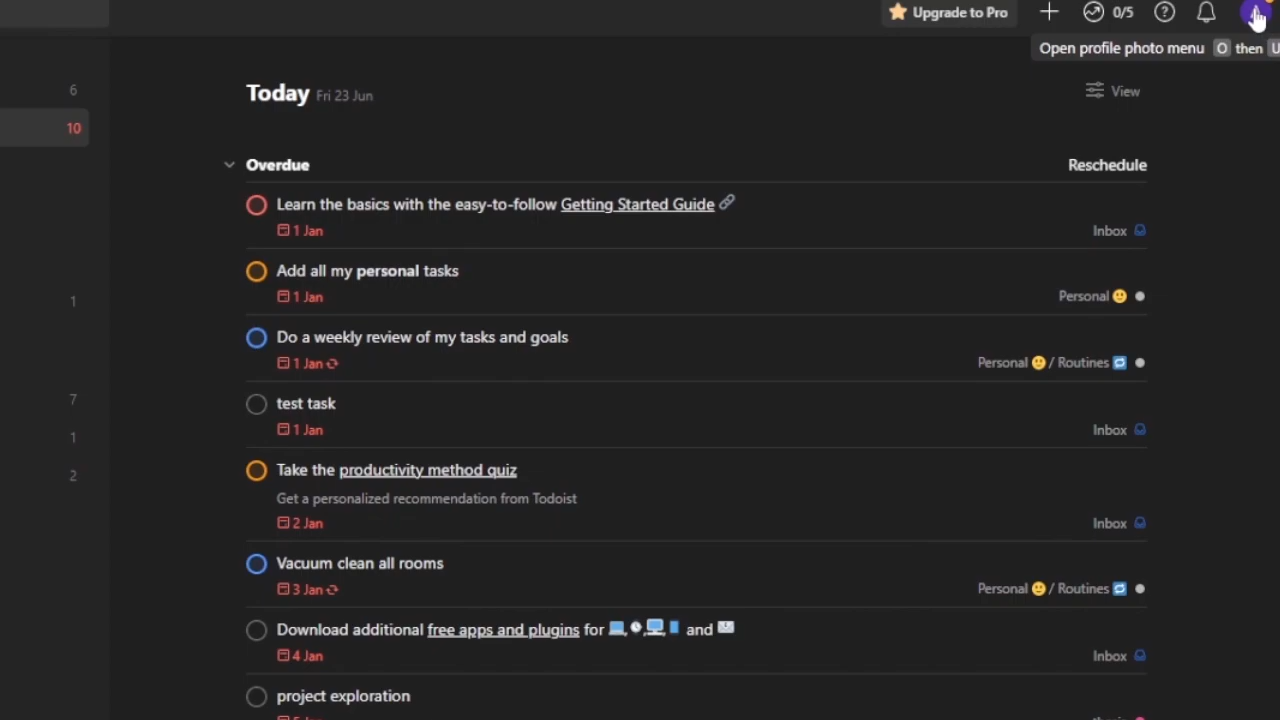 Upgrade to Pro
0/5
Open profile photo menu O then U
6
Today Fri 23 Jun
View
10
Overdue
Reschedule
Learn the basics with the easy-to-follow Getting Started Guide
1 Jan
Inbox
Add all my personal tasks
1 Jan
Personal
1
Do a weekly review of my tasks and goals
1 Jan
Personal / Routines
7
test task
1 Jan
Inbox
1
Take the productivity method quiz
2
Get a personalized recommendation from Todoist
2 Jan
Inbox
Vacuum clean all rooms
3 Jan
Personal / Routines
Download additional free apps and plugins for , , and
4 Jan
Inbox
project exploration